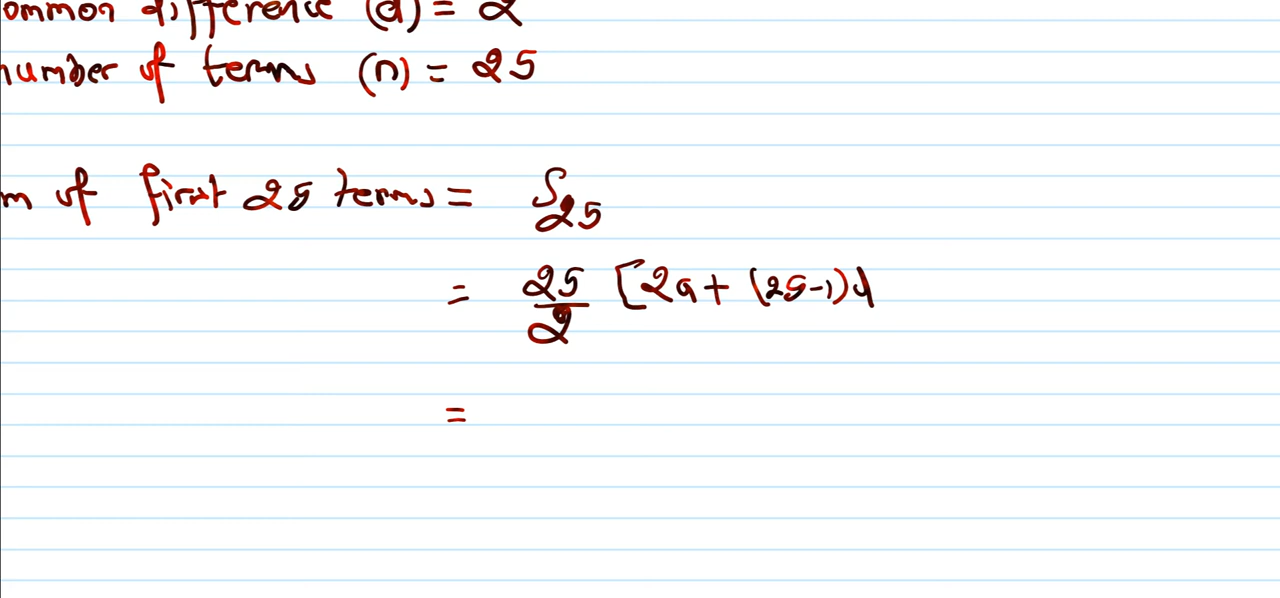 ommon difference (d) = 2
number of terms (n) = 25
m of first 25 terms = S₂₅
= 25/2 [2a + (25-1)d
=